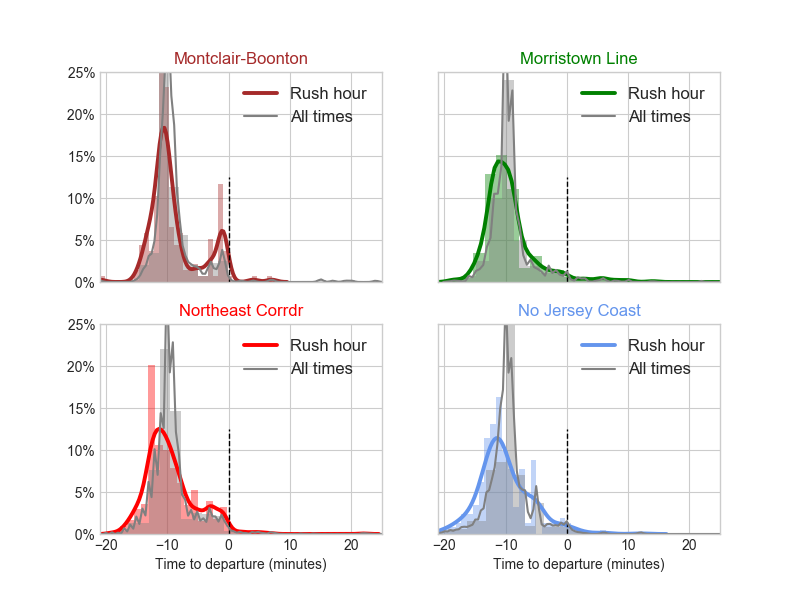 Montclair-Boonton
Morristown Line
25%
20%
15%
10%
5%
0%
Rush hour
All times
Rush hour
All times
Northeast Corrdr
No Jersey Coast
25%
20%
15%
10%
5%
0%
Rush hour
All times
Rush hour
All times
−20 −10 0 10 20
−20 −10 0 10 20
Time to departure (minutes)
Time to departure (minutes)